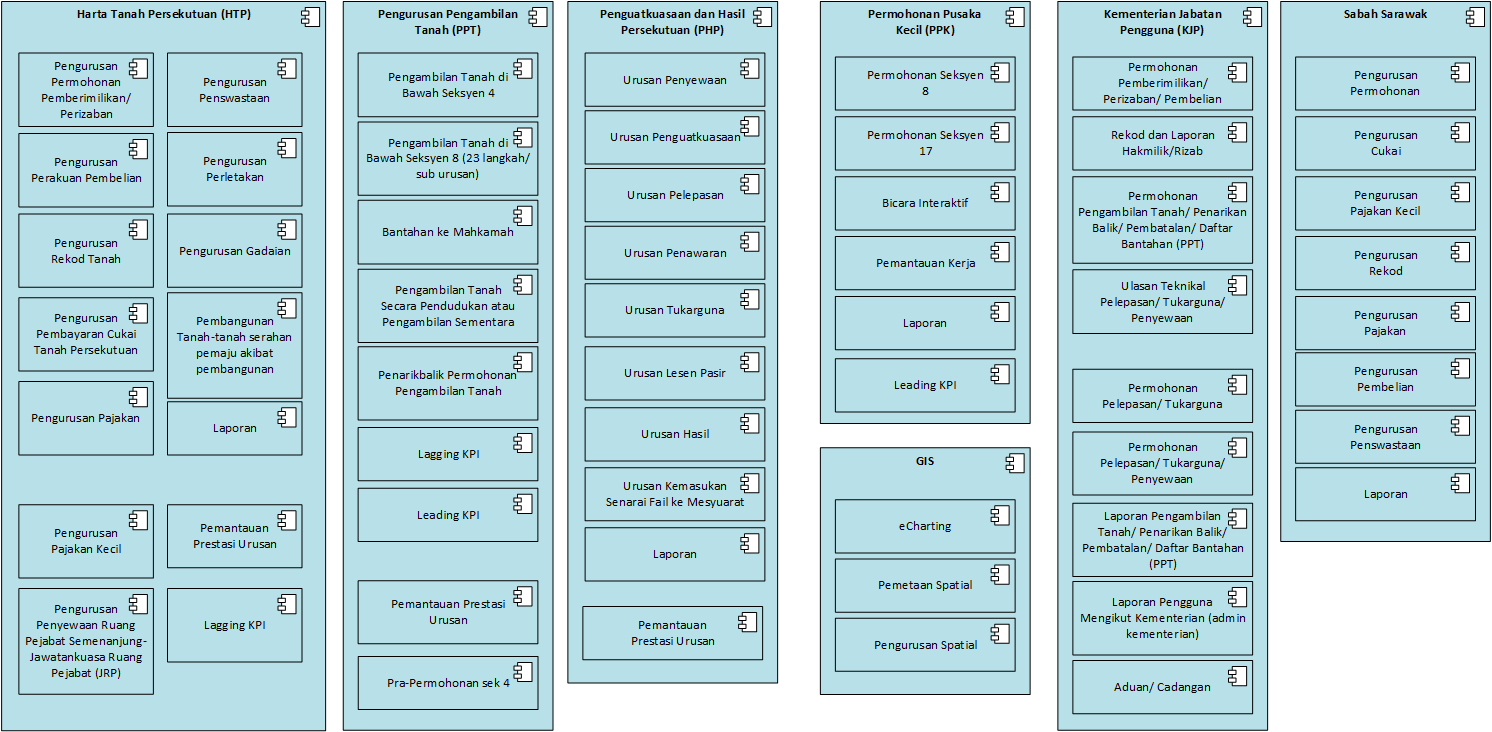 Harta Tanah Persekutuan (HTP)
Pengurusan
Permohonan
Pemberimilikan/
Perizaban
Pengurusan
Penswastaan
Pengurusan
Perakuan Pembelian
Pengurusan
Perletakan
Pengurusan
Rekod Tanah
Pengurusan Gadaian
Pengurusan
Pembayaran Cukai
Tanah Persekutuan
Pembangunan
Tanah-tanah serahan
pemaju akibat
pembangunan
Pengurusan Pajakan
Laporan
Pengurusan
Pajakan Kecil
Pemantauan
Prestasi Urusan
Pengurusan
Penyewaan Ruang
Pejabat Semenanjung-
Jawatankuasa Ruang
Pejabat (JRP)
Lagging KPI
Pengurusan Pengambilan
Tanah (PPT)
Pengambilan Tanah di
Bawah Seksyen 4
Pengambilan Tanah di
Bawah Seksyen 8 (23 langkah/
sub urusan)
Bantahan ke Mahkamah
Pengambilan Tanah
Secara Pendudukan atau
Pengambilan Sementara
Penarikbalik Permohonan
Pengambilan Tanah
Lagging KPI
Leading KPI
Pemantauan Prestasi
Urusan
Pra-Permohonan sek 4
Penguatkuasaan dan Hasil
Persekutuan (PHP)
Urusan Penyewaan
Urusan Penguatkuasaan
Urusan Pelepasan
Urusan Penawaran
Urusan Tukarguna
Urusan Lesen Pasir
Urusan Hasil
Urusan Kemasukan
Senarai Fail ke Mesyuarat
Laporan
Pemantauan
Prestasi Urusan
Permohonan Pusaka
Kecil (PPK)
Permohonan Seksyen
8
Permohonan Seksyen
17
Bicara Interaktif
Pemantauan Kerja
Laporan
Leading KPI
GIS
eCharting
Pemetaan Spatial
Pengurusan Spatial
Kementerian Jabatan
Pengguna (KJP)
Permohonan
Pemberimilikan/
Perizaban/ Pembelian
Rekod dan Laporan
Hakmilik/Rizab
Permohonan
Pengambilan Tanah/ Penarikan
Balik/ Pembatalan/ Daftar
Bantahan (PPT)
Ulasan Teknikal
Pelepasan/ Tukarguna/
Penyewaan
Permohonan
Pelepasan/ Tukarguna
Permohonan
Pelepasan/ Tukarguna/
Penyewaan
Laporan Pengambilan
Tanah/ Penarikan Balik/
Pembatalan/ Daftar Bantahan
(PPT)
Laporan Pengguna
Mengikut Kementerian (admin
kementerian)
Aduan/ Cadangan
Sabah Sarawak
Pengurusan
Permohonan
Pengurusan
Cukai
Pengurusan
Pajakan Kecil
Pengurusan
Rekod
Pengurusan
Pajakan
Pengurusan
Pembelian
Pengurusan
Penswastaan
Laporan